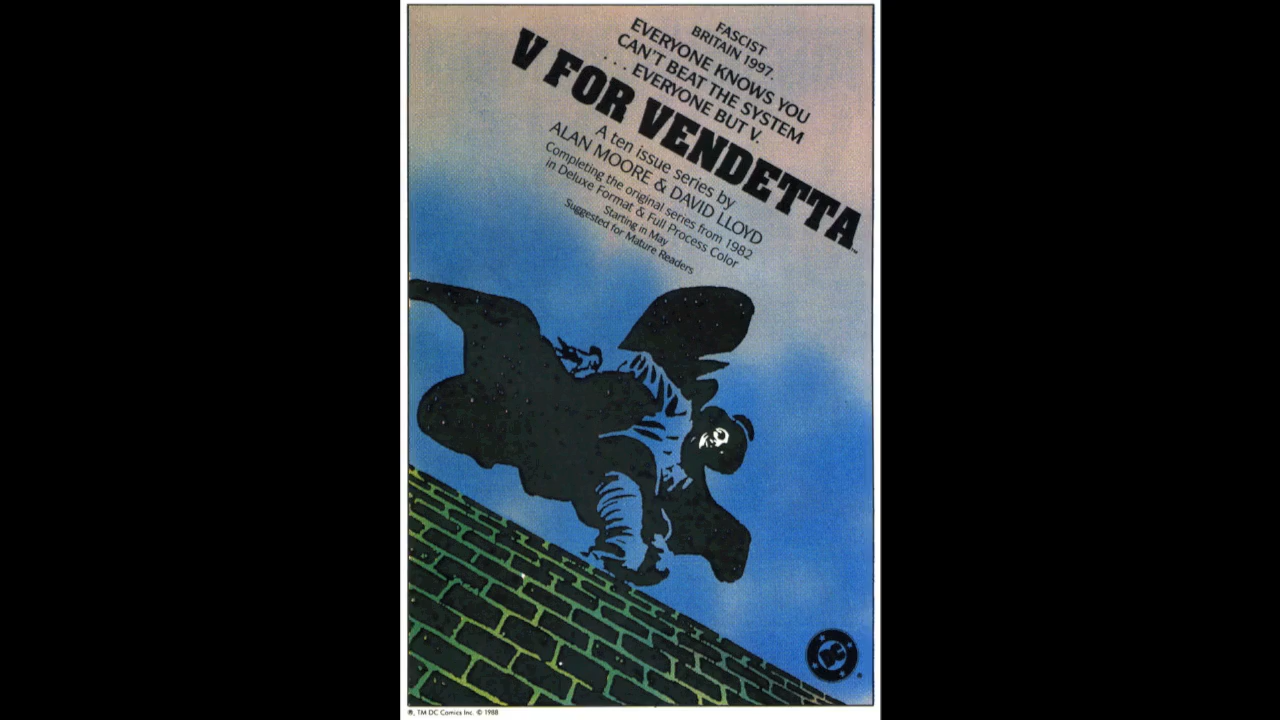 FASCIST
BRITAIN 1997.
EVERYONE KNOWS YOU
CAN'T BEAT THE SYSTEM
. . . EVERYONE BUT V.
V FOR VENDETTA™
A ten issue series by
ALAN MOORE & DAVID LLOYD
Completing the original series from 1982
in Deluxe Format & Full Process Color
Starting in May
Suggested for Mature Readers
DC ®
®, TM DC Comics Inc. © 1988